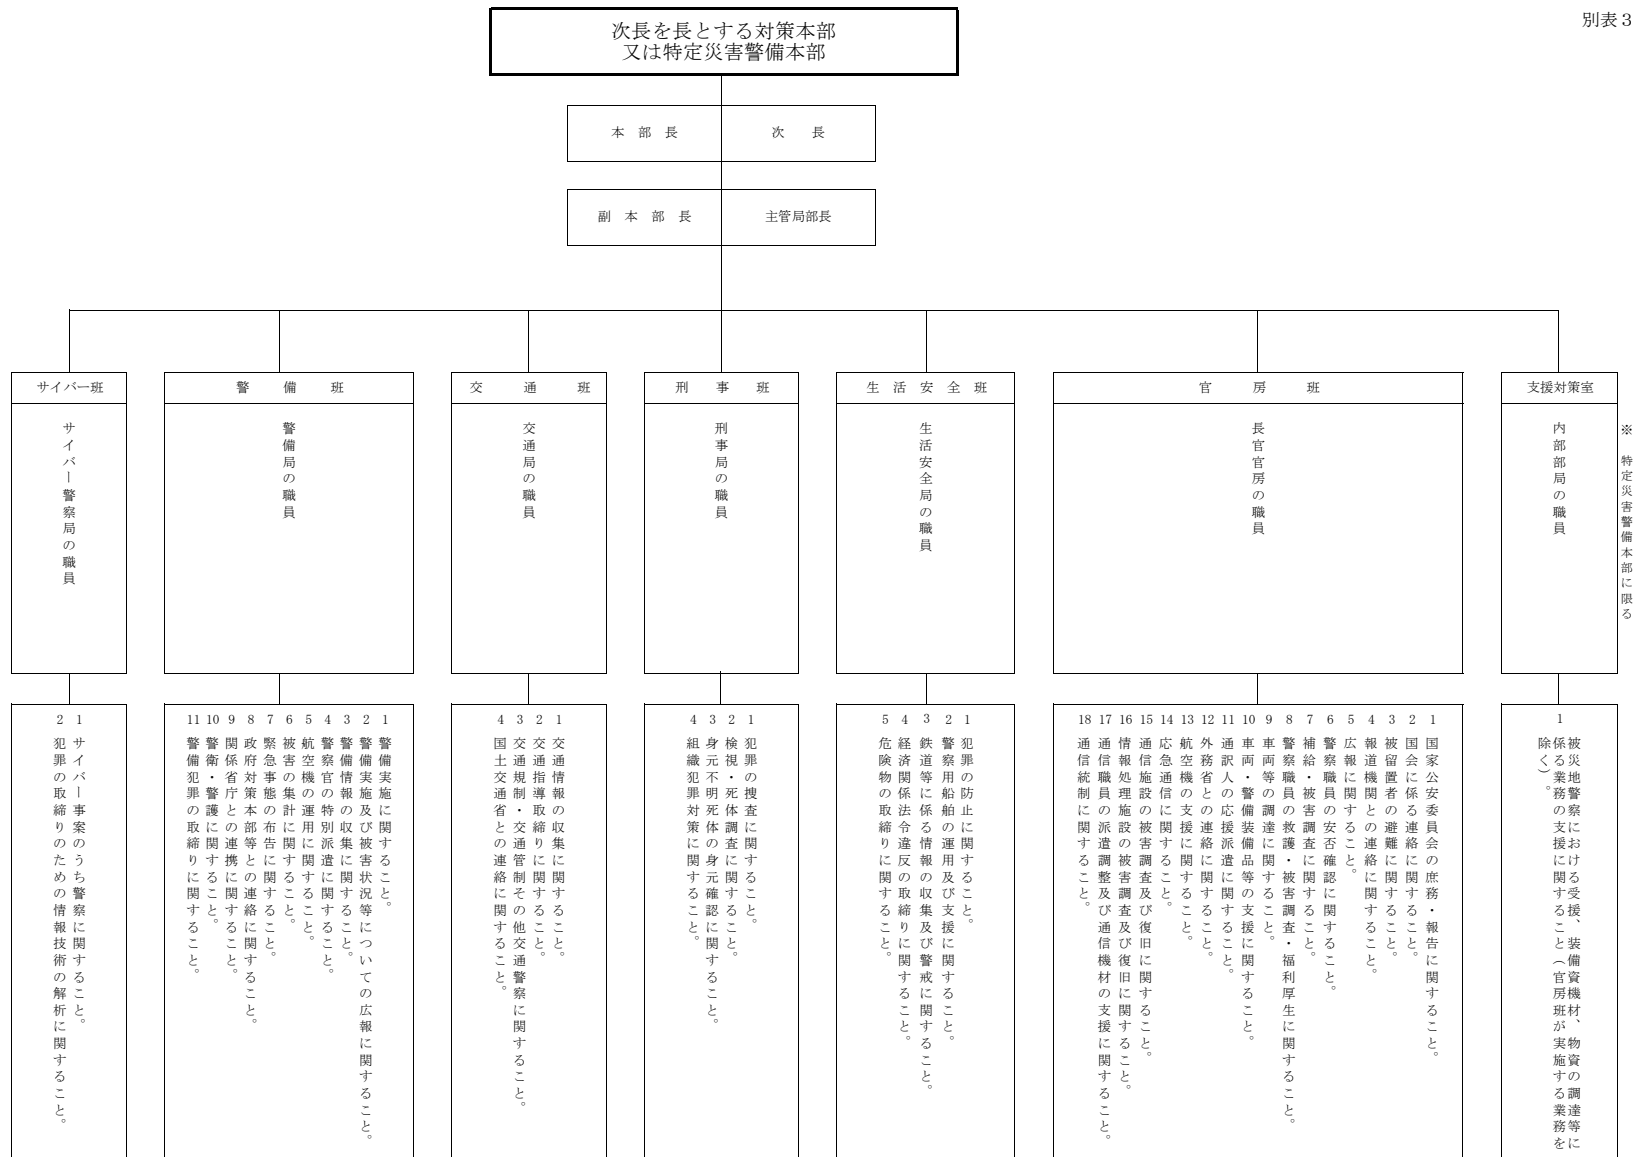 別表３
次長を長とする対策本部
又は特定災害警備本部
本部長
次長
副本部長
主管局部長
サイバー班
サイバー警察局の職員
1 サイバー事案のうち警察に関すること。
2 犯罪の取締りのための情報技術の解析に関すること。
警備班
警備局の職員
1 警備実施に関すること。
2 警備実施及び被害状況等についての広報に関すること。
3 警備情報の収集に関すること。
4 警察官の特別派遣に関すること。
5 航空機の運用に関すること。
6 被害の集計に関すること。
7 緊急事態の布告に関すること。
8 政府対策本部等との連絡に関すること。
9 関係省庁との連携に関すること。
10 警衛・警護に関すること。
11 警備犯罪の取締りに関すること。
交通班
交通局の職員
1 交通情報の収集に関すること。
2 交通指導取締りに関すること。
3 交通規制・交通管制その他交通警察に関すること。
4 国土交通省との連絡に関すること。
刑事班
刑事局の職員
1 犯罪の捜査に関すること。
2 検視・死体調査に関すること。
3 身元不明死体の身元確認に関すること。
4 組織犯罪対策に関すること。
生活安全班
生活安全局の職員
1 犯罪の防止に関すること。
2 警察用船舶の運用及び支援に関すること。
3 鉄道等に係る情報の収集及び警戒に関すること。
4 経済関係法令違反の取締りに関すること。
5 危険物の取締りに関すること。
官房班
長官官房の職員
1 国家公安委員会の庶務・報告に関すること。
2 国会に係る連絡に関すること。
3 被留置者の避難に関すること。
4 報道機関との連絡に関すること。
5 広報に関すること。
6 警察職員の安否確認に関すること。
7 補給・被害調査に関すること。
8 警察職員の救護・被害調査・福利厚生に関すること。
9 車両等の調達に関すること。
10 車両・警備装備品等の支援に関すること。
11 通訳人の応援派遣に関すること。
12 外務省との連絡に関すること。
13 航空機の支援に関すること。
14 応急通信に関すること。
15 通信施設の被害調査及び復旧に関すること。
16 情報処理施設の被害調査及び復旧に関すること。
17 通信職員の派遣調整及び通信機材の支援に関すること。
18 通信統制に関すること。
支援対策室
内部部局の職員
※　特定災害警備本部に限る
1 被災地警察における受援、装備資機材、物資の調達等に
係る業務の支援に関すること（官房班が実施する業務を
除く）。